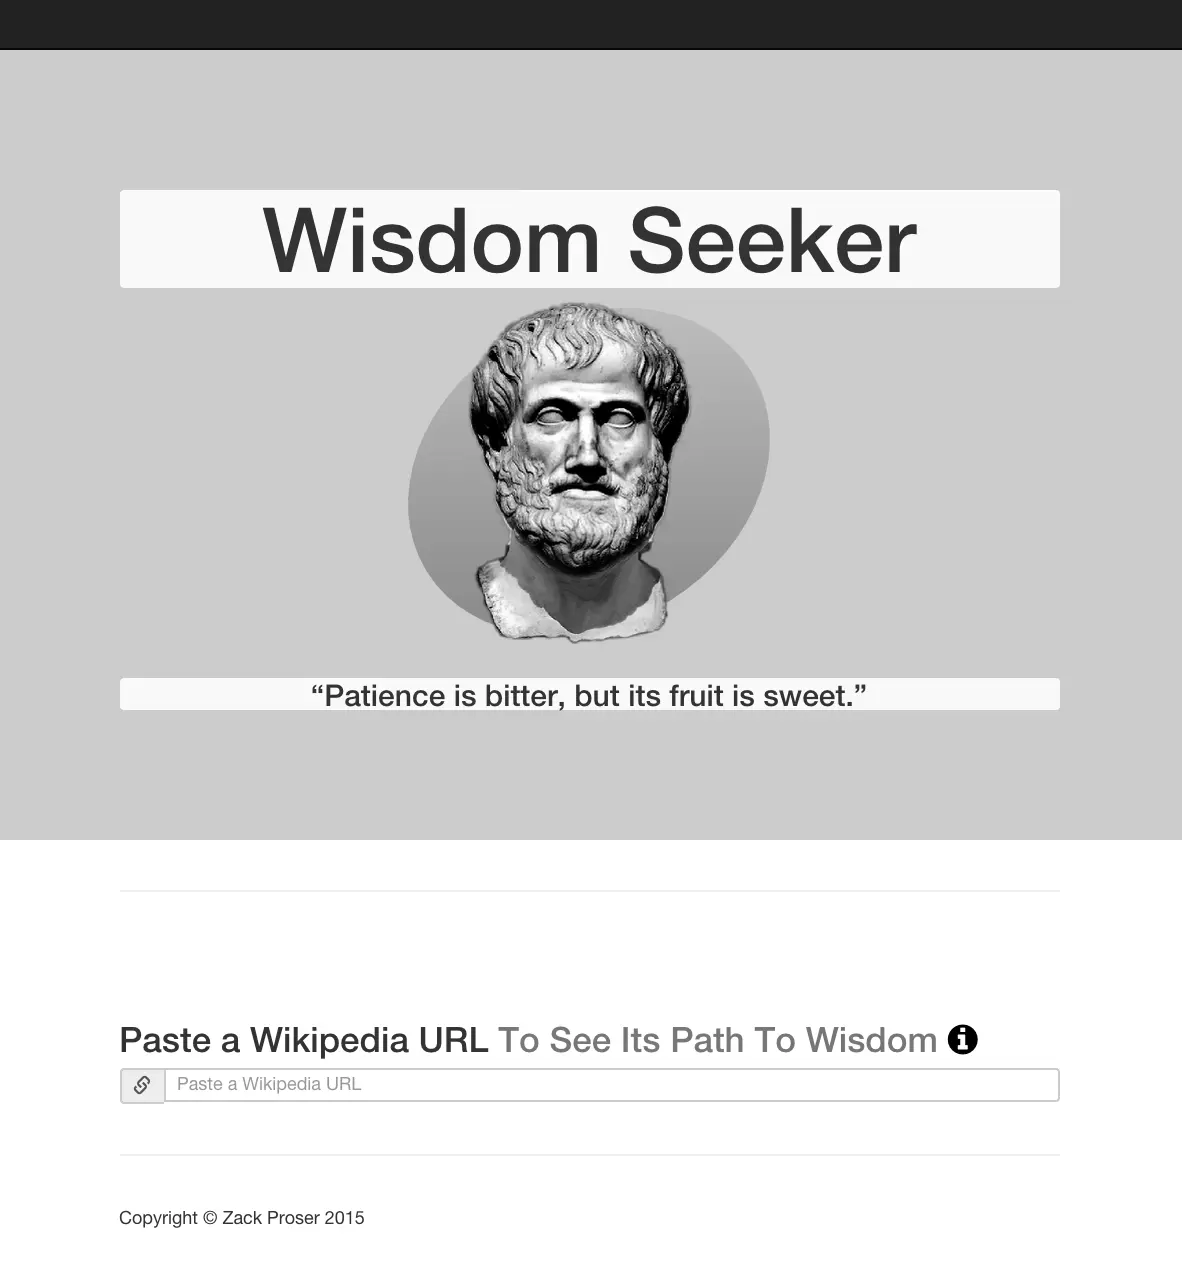 Wisdom Seeker
“Patience is bitter, but its fruit is sweet.”
Paste a Wikipedia URL To See Its Path To Wisdom
Paste a Wikipedia URL
Copyright © Zack Proser 2015